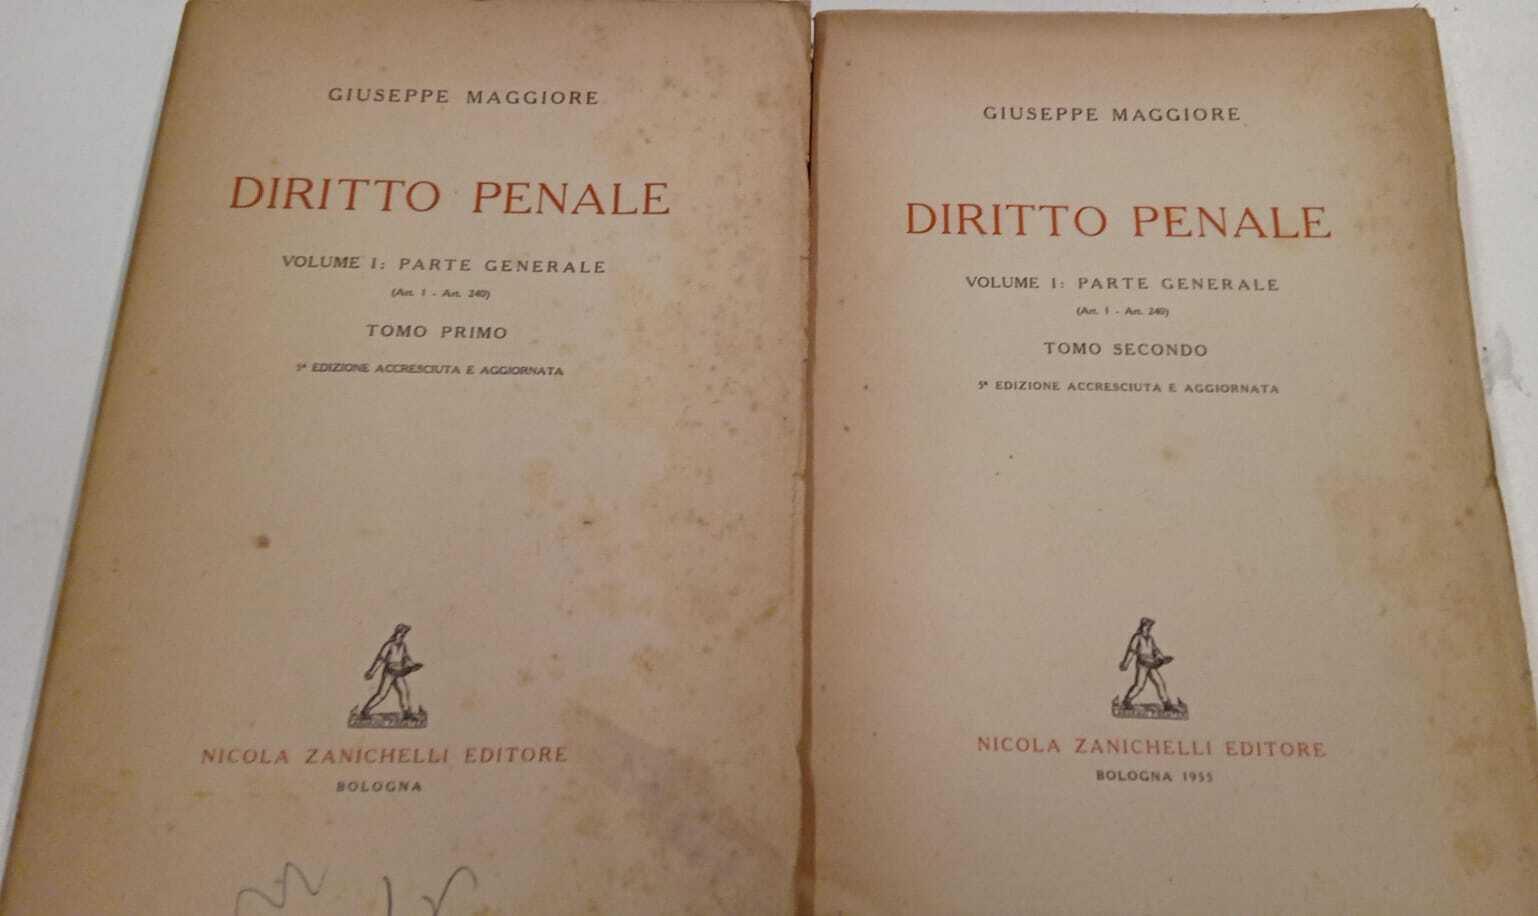 GIUSEPPE MAGGIORE
DIRITTO PENALE
VOLUME I: PARTE GENERALE
(Art. 1 - Art. 240)
TOMO PRIMO
5ª EDIZIONE ACCRESCIUTA E AGGIORNATA
NICOLA ZANICHELLI EDITORE
BOLOGNA
GIUSEPPE MAGGIORE
DIRITTO PENALE
VOLUME I: PARTE GENERALE
(Art. 1 - Art. 240)
TOMO SECONDO
5ª EDIZIONE ACCRESCIUTA E AGGIORNATA
NICOLA ZANICHELLI EDITORE
BOLOGNA 1955